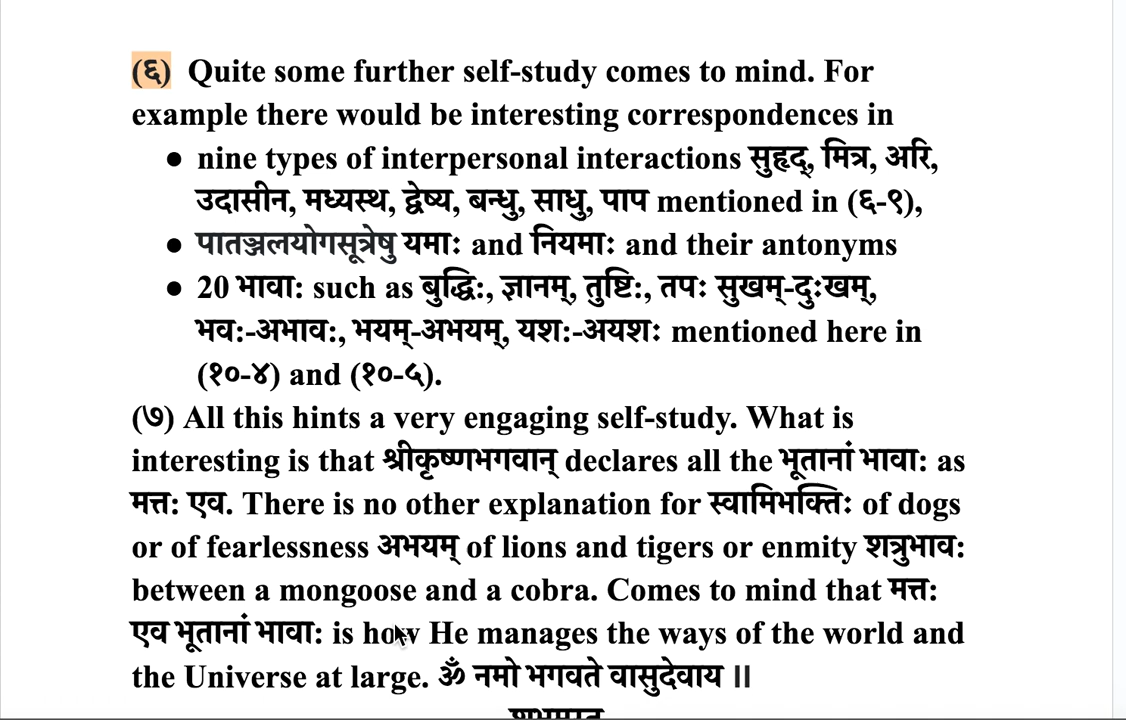 (६) Quite some further self-study comes to mind. For
example there would be interesting correspondences in
● nine types of interpersonal interactions सुहृद्, मित्र, अरि,
उदासीन, मध्यस्थ, द्वेष्य, बन्धु, साधु, पाप mentioned in (६-९),
● पातञ्जलयोगसूत्रेषु यमाः and नियमाः and their antonyms
● 20 भावा: such as बुद्धि:, ज्ञानम्, तुष्टि:, तपः सुखम्-दुःखम्,
भव:-अभाव:, भयम्-अभयम्, यश:-अयशः mentioned here in
(१०-४) and (१०-५).
(७) All this hints a very engaging self-study. What is
interesting is that श्रीकृष्णभगवान् declares all the भूतानां भावा: as
मत्त: एव. There is no other explanation for स्वामिभक्तिः of dogs
or of fearlessness अभयम् of lions and tigers or enmity शत्रुभाव:
between a mongoose and a cobra. Comes to mind that मत्त:
एव भूतानां भावा: is how He manages the ways of the world and
the Universe at large. ॐ नमो भगवते वासुदेवाय ll